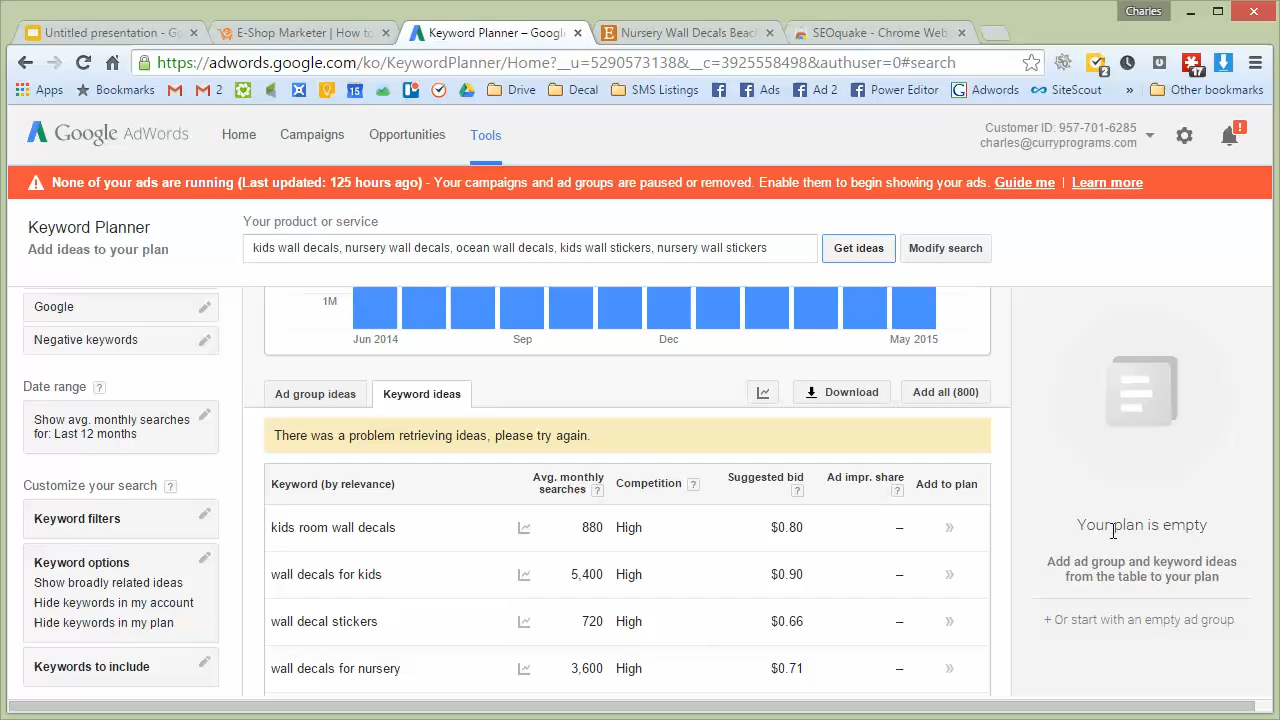 Charles
Untitled presentation - Go
E-Shop Marketer | How to
Keyword Planner – Google
Nursery Wall Decals Beac
SEOquake - Chrome Web
https://adwords.google.com/ko/KeywordPlanner/Home?__u=5290573138&__c=3925558498&authuser=0#search
2
17
Apps
Bookmarks
2
15
Drive
Decal
SMS Listings
Ads
Ad 2
Power Editor
Adwords
SiteScout
»
Other bookmarks
Google AdWords
Home
Campaigns
Opportunities
Tools
Customer ID: 957-701-6285
charles@curryprograms.com
!
None of your ads are running (Last updated: 125 hours ago) - Your campaigns and ad groups are paused or removed. Enable them to begin showing your ads. Guide me | Learn more
Keyword Planner
Add ideas to your plan
Your product or service
kids wall decals, nursery wall decals, ocean wall decals, kids wall stickers, nursery wall stickers
Get ideas
Modify search
Google
Negative keywords
Date range ?
Show avg. monthly searches
for: Last 12 months
Customize your search ?
Keyword filters
Keyword options
Show broadly related ideas
Hide keywords in my account
Hide keywords in my plan
Keywords to include
1M
Jun 2014
Sep
Dec
May 2015
Ad group ideas
Keyword ideas
Download
Add all (800)
There was a problem retrieving ideas, please try again.
Keyword (by relevance)
Avg. monthly
searches ?
Competition ?
Suggested bid
?
Ad impr. share
?
Add to plan
kids room wall decals 880 High $0.80 – »
wall decals for kids 5,400 High $0.90 – »
wall decal stickers 720 High $0.66 – »
wall decals for nursery 3,600 High $0.71 – »
Your plan is empty
Add ad group and keyword ideas
from the table to your plan
+ Or start with an empty ad group